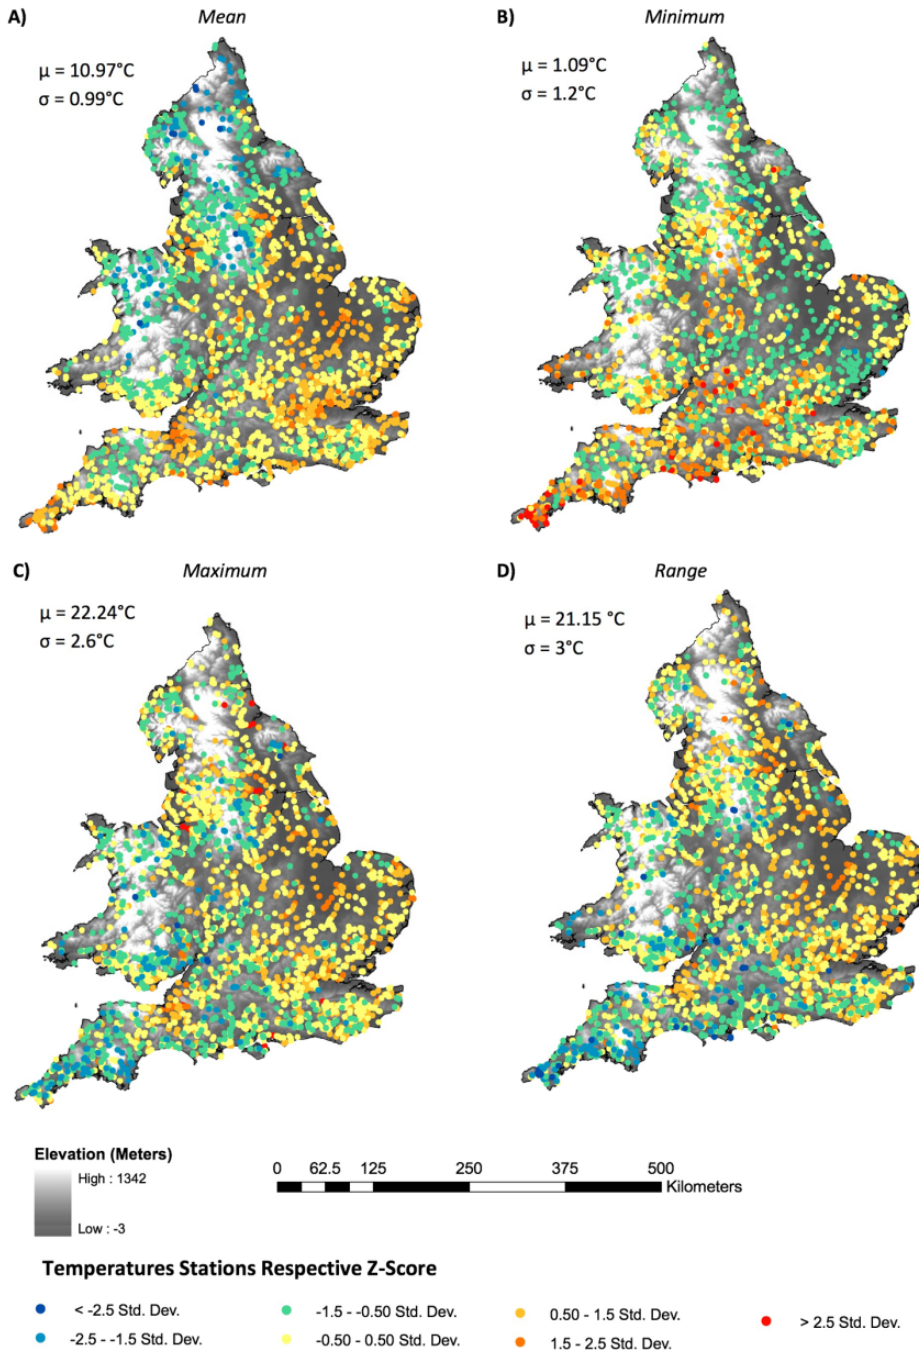 A)
Mean
μ = 10.97°C
σ = 0.99°C
B)
Minimum
μ = 1.09°C
σ = 1.2°C
C)
Maximum
μ = 22.24°C
σ = 2.6°C
D)
Range
μ = 21.15 °C
σ = 3°C
Elevation (Meters)
High : 1342
Low : -3
0 62.5 125 250 375 500
Kilometers
Temperatures Stations Respective Z-Score
< -2.5 Std. Dev.
-2.5 - -1.5 Std. Dev.
-1.5 - -0.50 Std. Dev.
-0.50 - 0.50 Std. Dev.
0.50 - 1.5 Std. Dev.
1.5 - 2.5 Std. Dev.
> 2.5 Std. Dev.